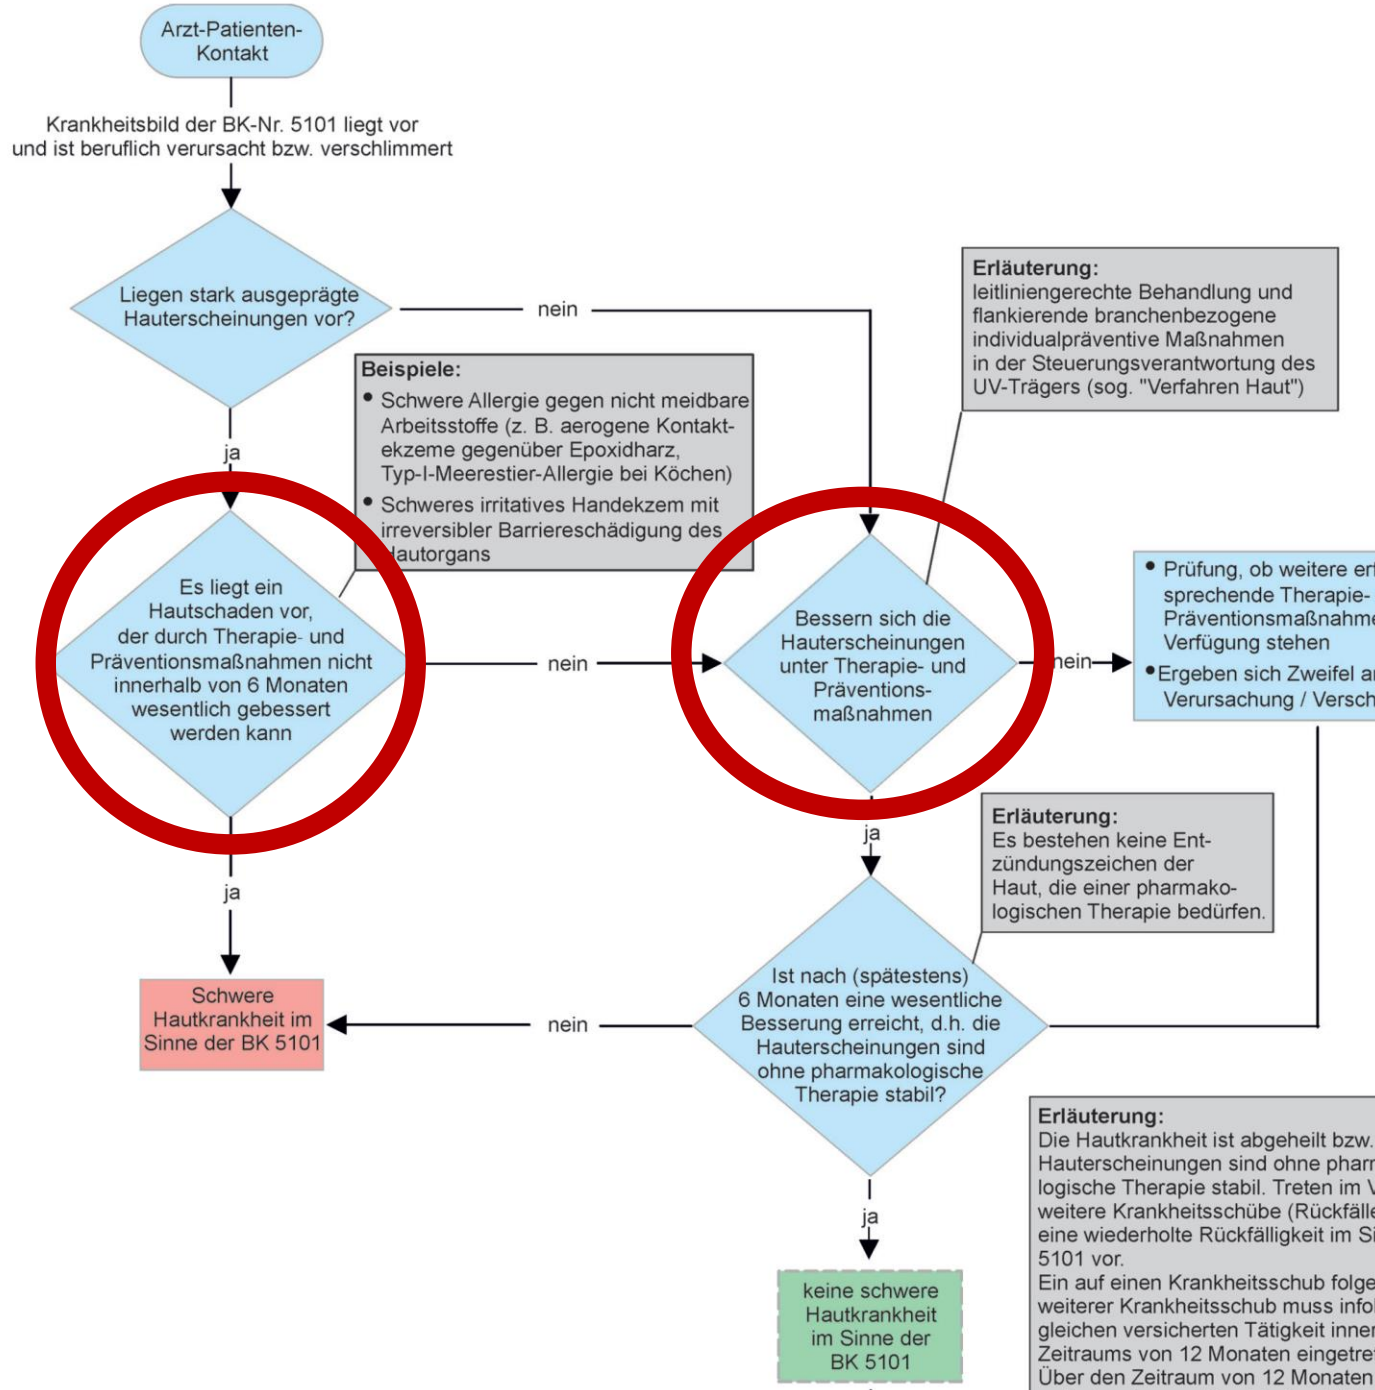 Arzt-Patienten-
Kontakt
Krankheitsbild der BK-Nr. 5101 liegt vor
und ist beruflich verursacht bzw. verschlimmert
Liegen stark ausgeprägte
Hauterscheinungen vor?
nein
ja
Erläuterung:
leitliniengerechte Behandlung und
flankierende branchenbezogene
individualpräventive Maßnahmen
in der Steuerungsverantwortung des
UV-Trägers (sog. "Verfahren Haut")
Beispiele:
• Schwere Allergie gegen nicht meidbare
Arbeitsstoffe (z. B. aerogene Kontakt-
ekzeme gegenüber Epoxidharz,
Typ-I-Meerestier-Allergie bei Köchen)
• Schweres irritatives Handekzem mit
irreversibler Barriereschädigung des
Hautorgans
Es liegt ein
Hautschaden vor,
der durch Therapie- und
Präventionsmaßnahmen nicht
innerhalb von 6 Monaten
wesentlich gebessert
werden kann
nein
ja
Bessern sich die
Hauterscheinungen
unter Therapie- und
Präventions-
maßnahmen
nein
ja
• Prüfung, ob weitere
sprechende Therapie-
Verfügung stehen
• Ergeben sich Zweifel
Verursachung /
Erläuterung:
Es bestehen keine Ent-
zündungszeichen der
Haut, die einer pharmako-
logischen Therapie bedürfen.
Ist nach (spätestens)
6 Monaten eine wesentliche
Besserung erreicht, d.h. die
Hauterscheinungen sind
ohne pharmakologische
Therapie stabil?
nein
ja
Schwere
Hautkrankheit im
Sinne der BK 5101
keine schwere
Hautkrankheit
im Sinne der
BK 5101
Erläuterung:
Die Hautkrankheit ist abgeheilt bzw.
Hauterscheinungen sind ohne
logische Therapie stabil. Treten im
weitere Krankheitsschübe
eine wiederholte Rückfälligkeit im
5101 vor.
Ein auf einen Krankheitsschub
weiterer Krankheitsschub muss
gleichen versicherten Tätigkeit
Zeitraums von 12 Monaten
Über den Zeitraum von 12 Monaten